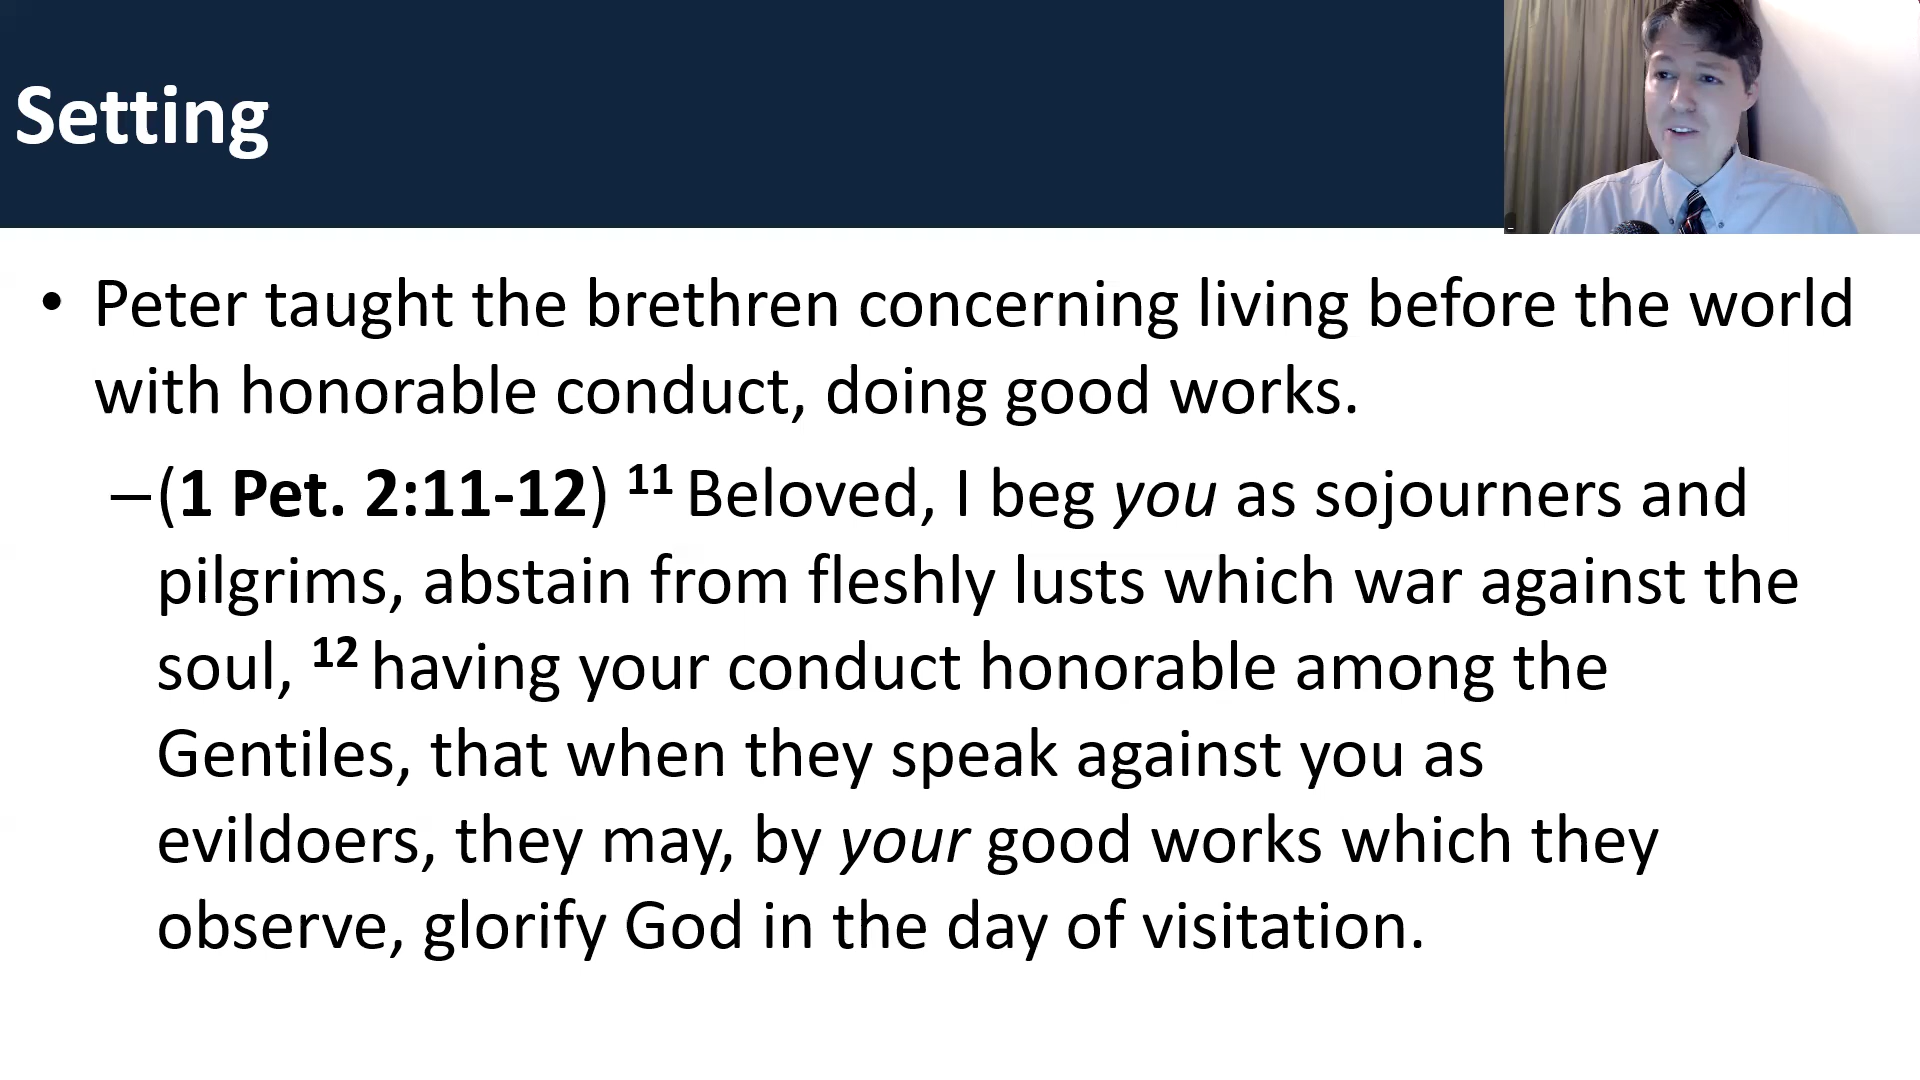 Setting
• Peter taught the brethren concerning living before the world
with honorable conduct, doing good works.
–(1 Pet. 2:11-12) 11 Beloved, I beg you as sojourners and
pilgrims, abstain from fleshly lusts which war against the
soul, 12 having your conduct honorable among the
Gentiles, that when they speak against you as
evildoers, they may, by your good works which they
observe, glorify God in the day of visitation.